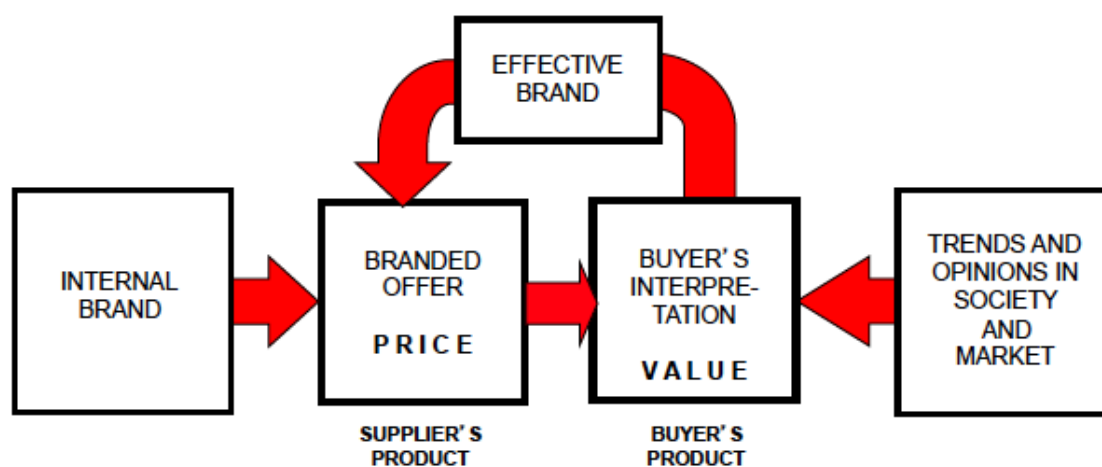 EFFECTIVE
BRAND
INTERNAL
BRAND
BRANDED
OFFER
PRICE
SUPPLIER'S
PRODUCT
BUYER'S
INTERPRE-
TATION
VALUE
BUYER'S
PRODUCT
TRENDS AND
OPINIONS IN
SOCIETY
AND
MARKET